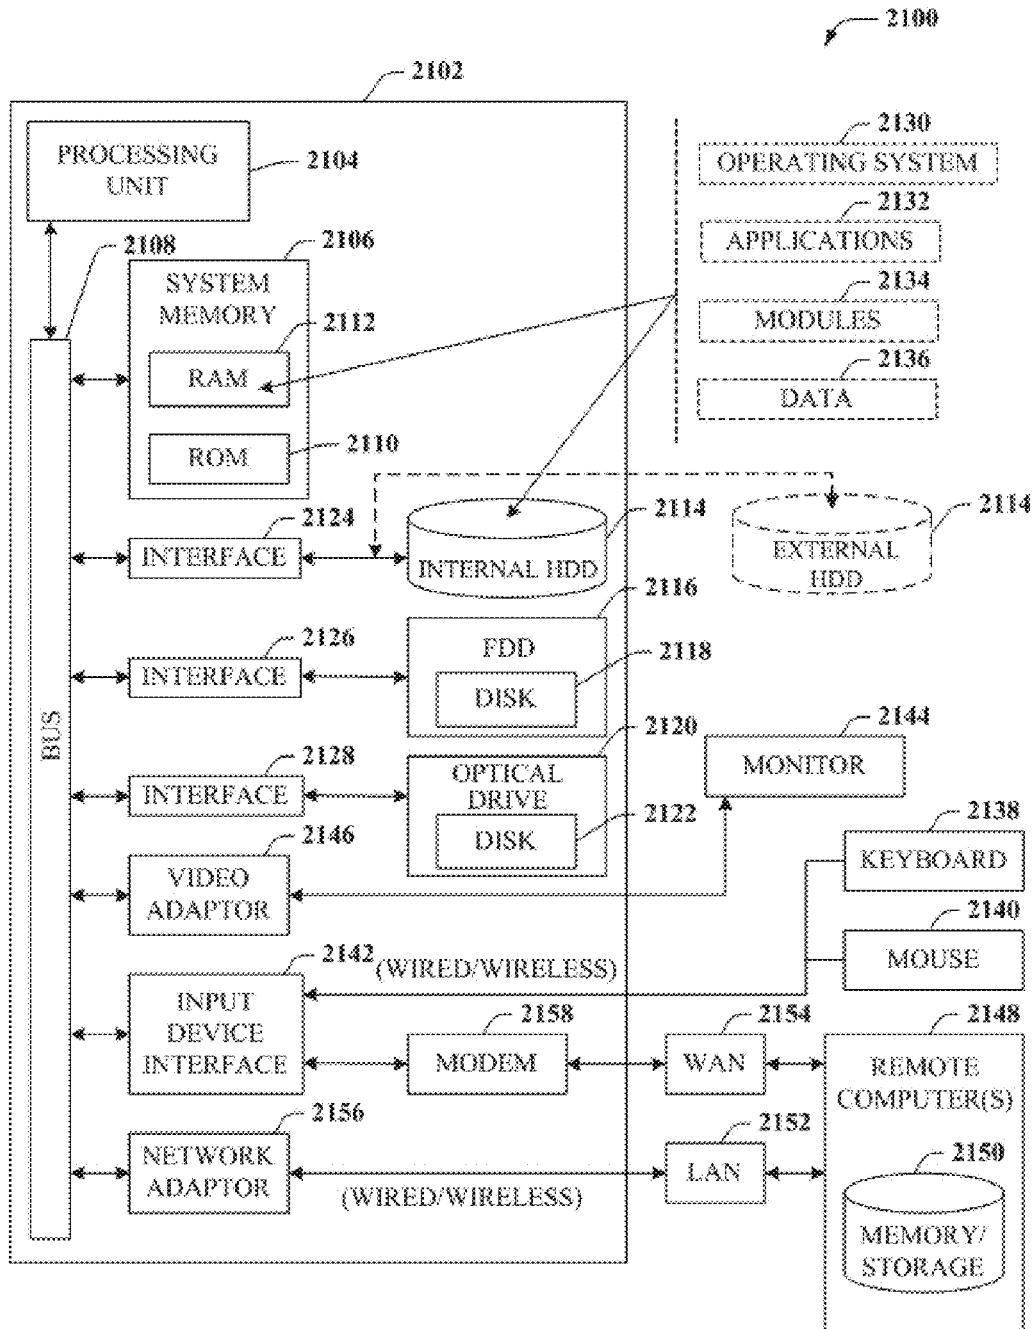 2100
2102
PROCESSING
UNIT
2104
2130
OPERATING SYSTEM
2132
APPLICATIONS
2134
MODULES
2136
DATA
2108
2106
SYSTEM
MEMORY
2112
RAM
2110
ROM
BUS
2124
INTERFACE
2114
INTERNAL HDD
2114
EXTERNAL
HDD
2126
INTERFACE
2116
FDD
2118
DISK
2128
INTERFACE
2120
OPTICAL
DRIVE
2122
DISK
2144
MONITOR
2146
VIDEO
ADAPTOR
2138
KEYBOARD
2140
MOUSE
2142
INPUT
DEVICE
INTERFACE
(WIRED/WIRELESS)
2158
MODEM
2154
WAN
2148
REMOTE
COMPUTER(S)
2156
NETWORK
ADAPTOR
(WIRED/WIRELESS)
2152
LAN
2150
MEMORY/
STORAGE